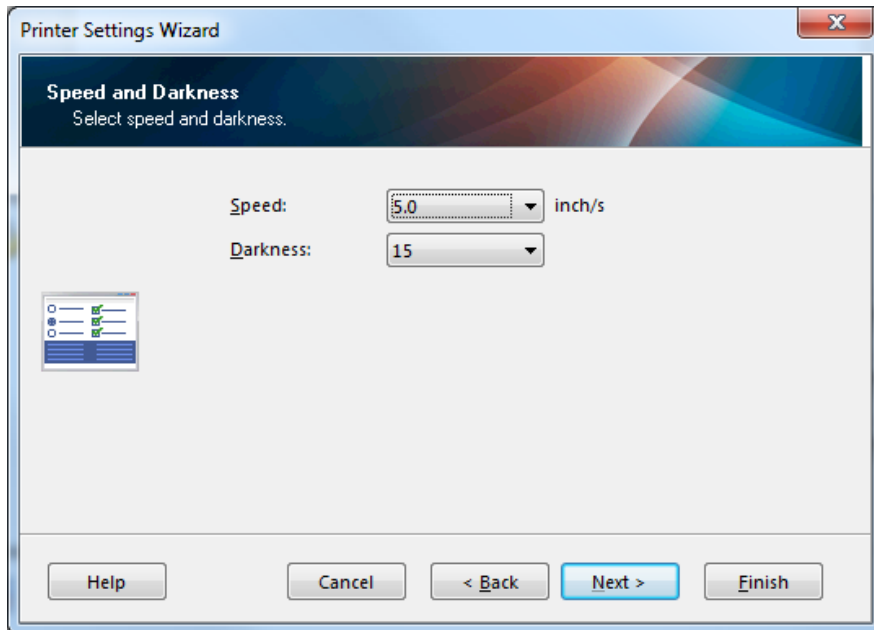 Printer Settings Wizard
Speed and Darkness
Select speed and darkness.
Speed: 5.0 inch/s
Darkness: 15
Help Cancel < Back Next > Finish